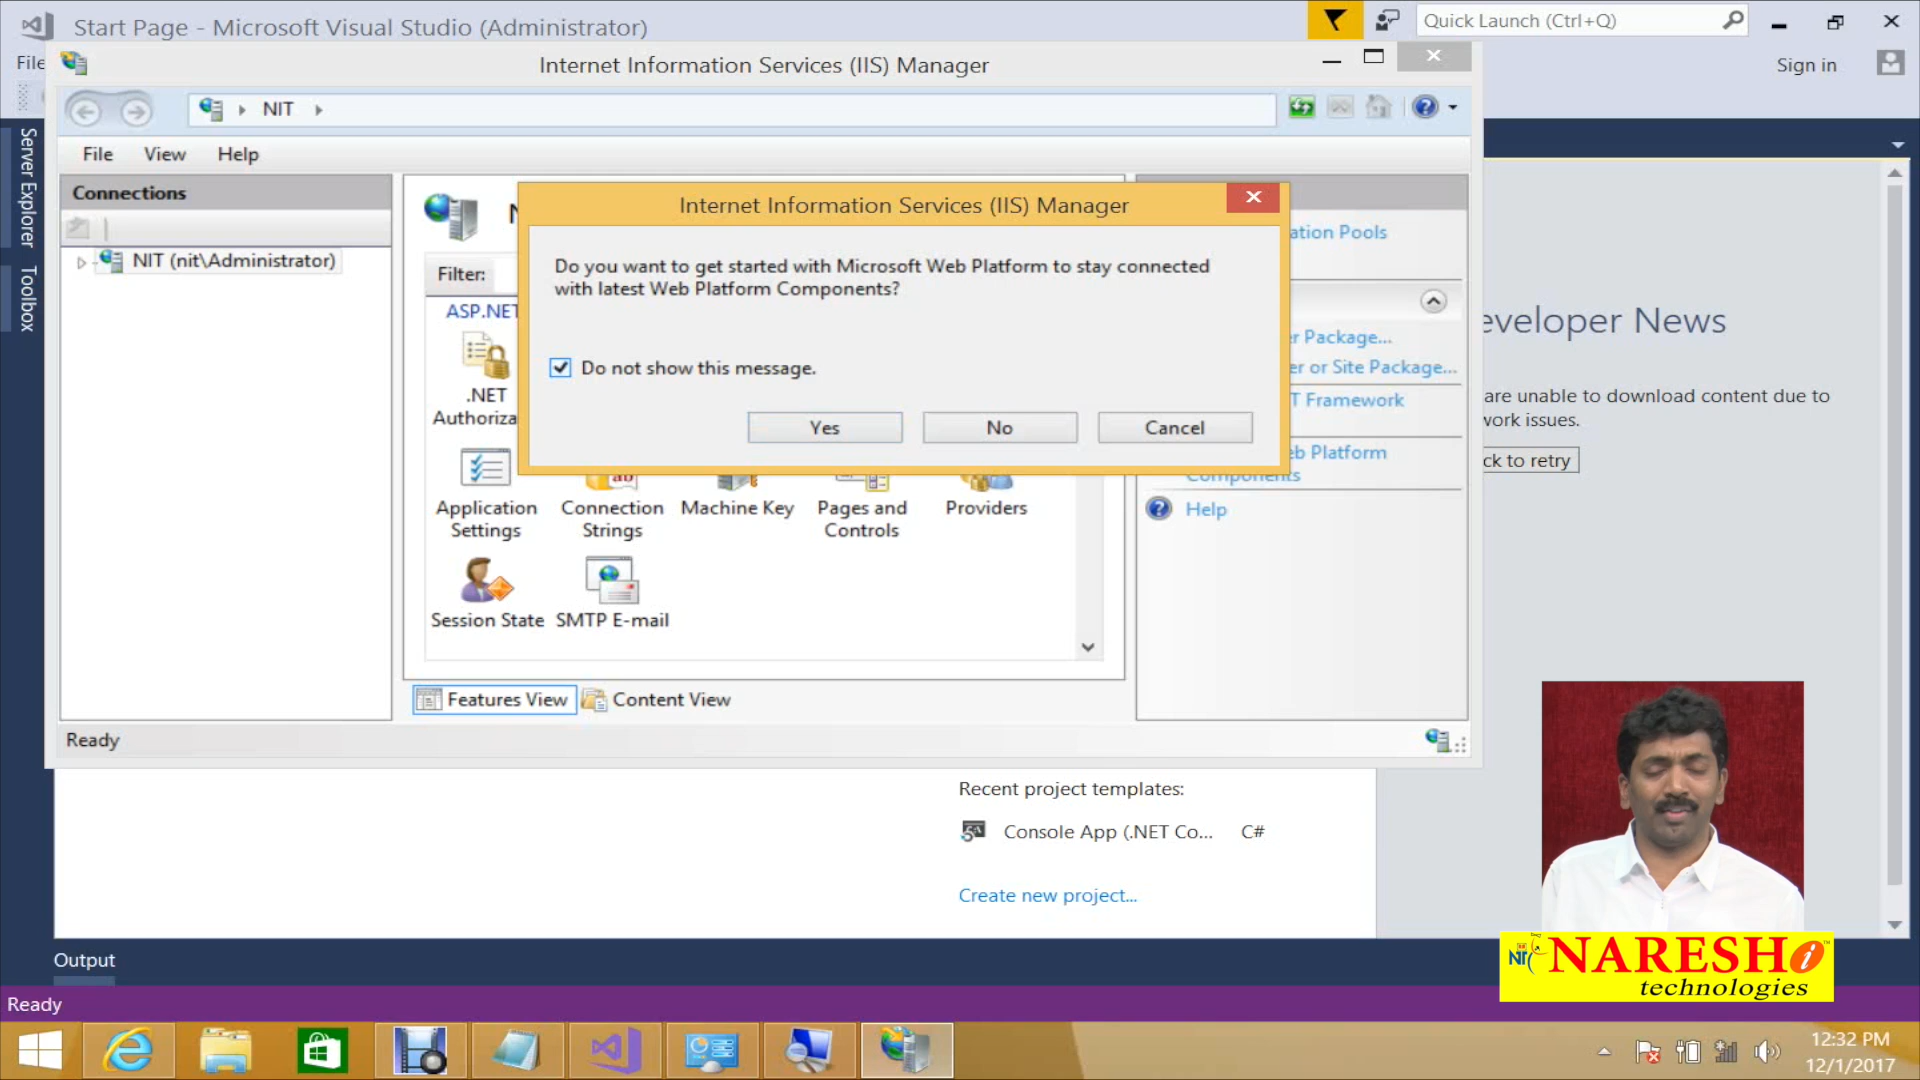 Start Page - Microsoft Visual Studio (Administrator)
Quick Launch (Ctrl+Q)
File
Sign in
Internet Information Services (IIS) Manager
NIT
File View Help
Server Explorer
Toolbox
Connections
NIT (nit\Administrator)
Filter:
ASP.NET
.NET
Application
Settings
Connection
Strings
Machine Key
Pages and
Controls
Providers
Session State
SMTP E-mail
Internet Information Services (IIS) Manager
Do you want to get started with Microsoft Web Platform to stay connected
with latest Web Platform Components?
Do not show this message.
Yes No Cancel
Pools
Package...
or Site Package...
Framework
Platform
Components
Help
Features View
Content View
Ready
News
are unable to download content due to
issues.
to retry
Recent project templates:
Console App (.NET Co... C#
Create new project...
Output
Ready
NARESH i
technologies
12:32 PM
12/1/2017